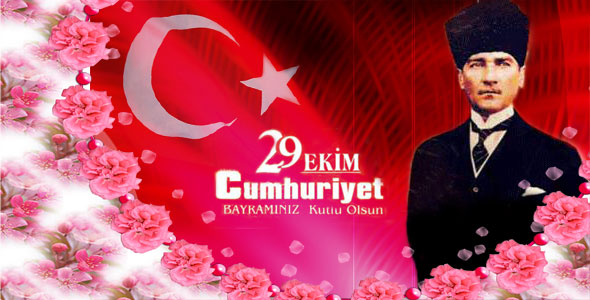 29 EKİM
Cumhuriyet
BAYRAMINIZ Kutlu Olsun